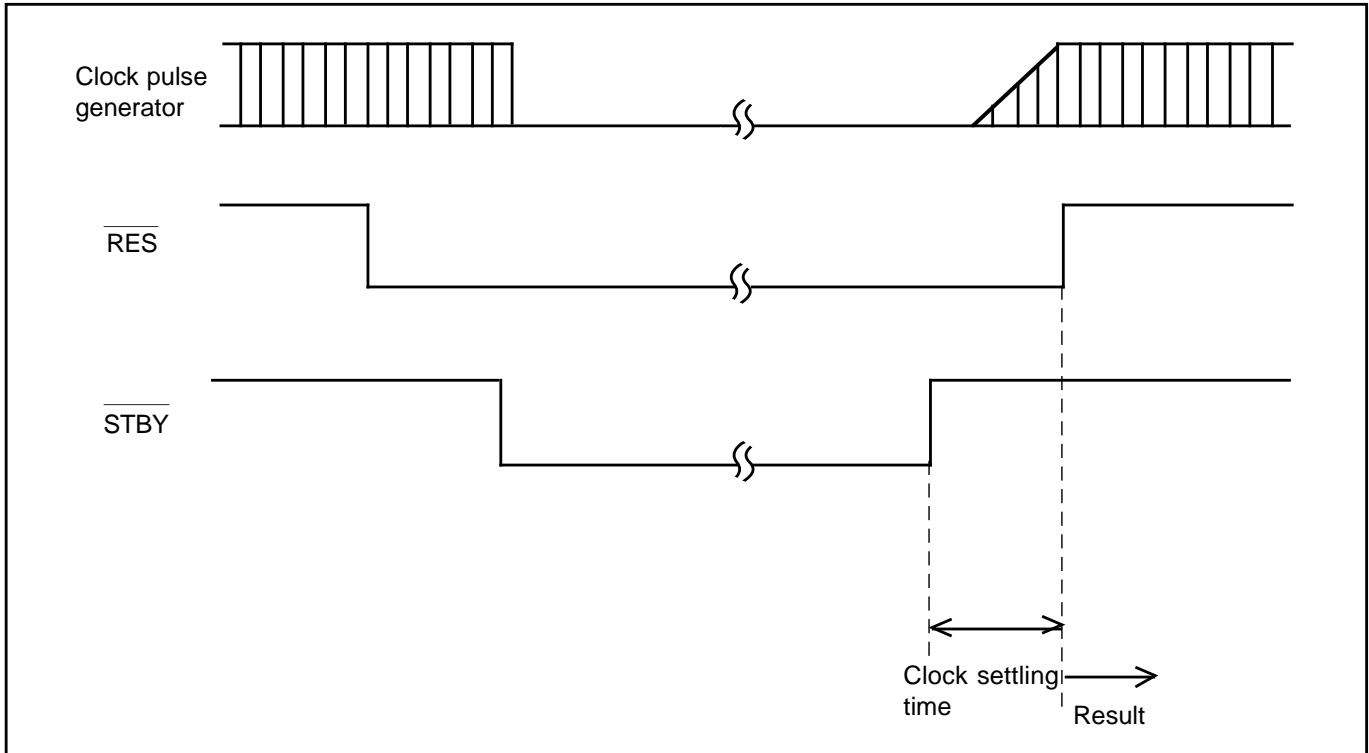 Clock pulse
generator
RES
STBY
Clock settling
time
Result